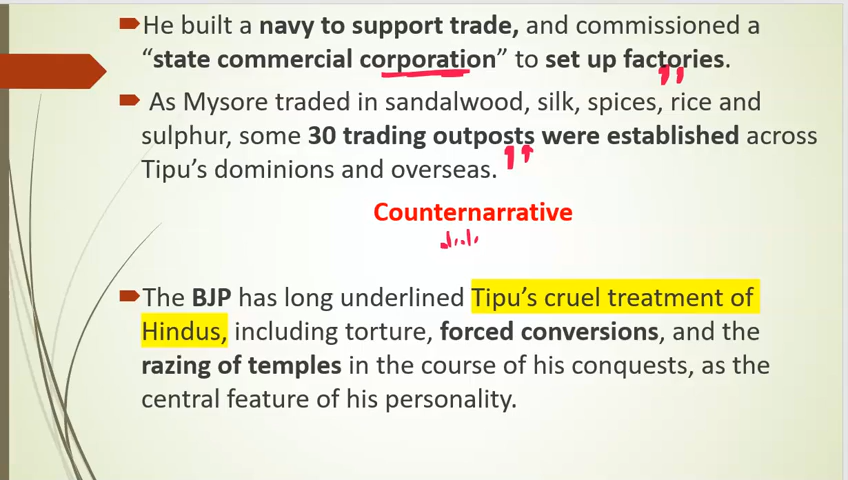 He built a navy to support trade, and commissioned a
“state commercial corporation” to set up factories.
As Mysore traded in sandalwood, silk, spices, rice and
sulphur, some 30 trading outposts were established across
Tipu’s dominions and overseas.
Counternarrative
The BJP has long underlined Tipu’s cruel treatment of
Hindus, including torture, forced conversions, and the
razing of temples in the course of his conquests, as the
central feature of his personality.